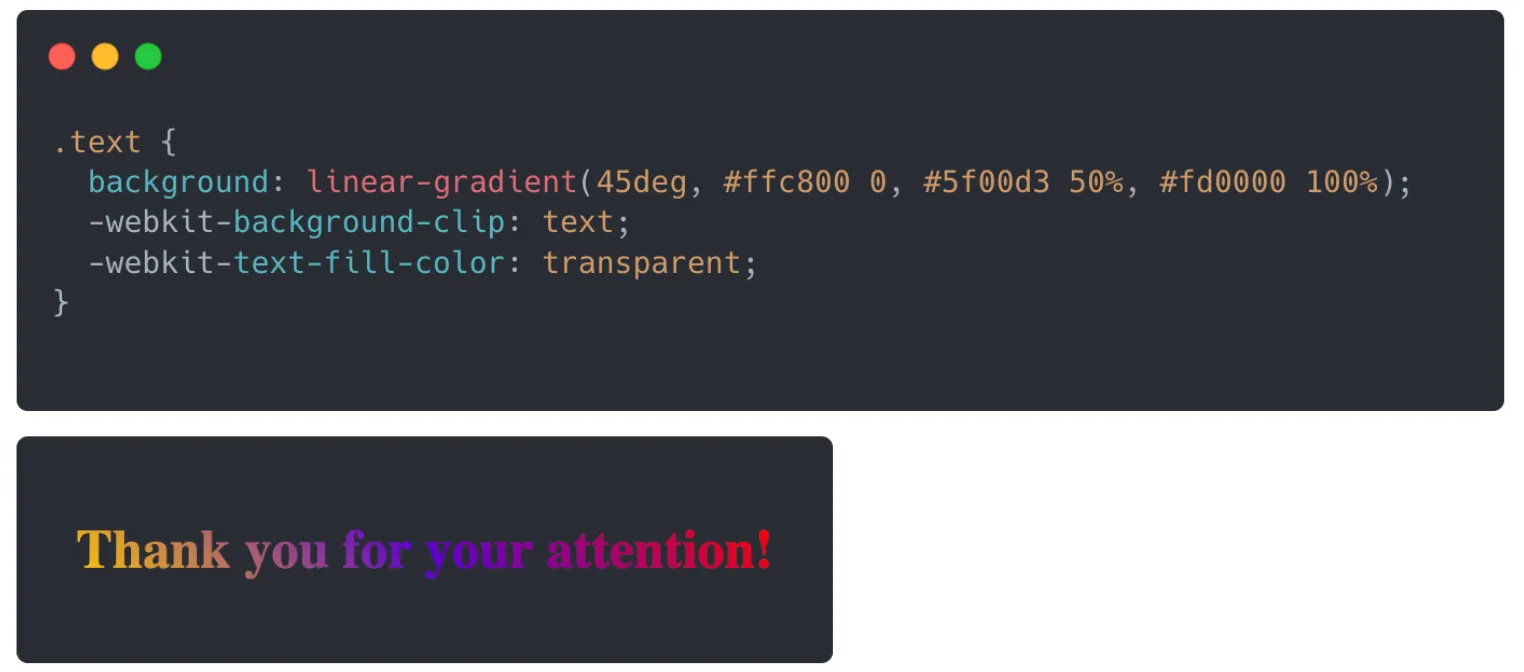 .text {
  background: linear-gradient(45deg, #ffc800 0, #5f00d3 50%, #fd0000 100%);
  -webkit-background-clip: text;
  -webkit-text-fill-color: transparent;
}
Thank you for your attention!